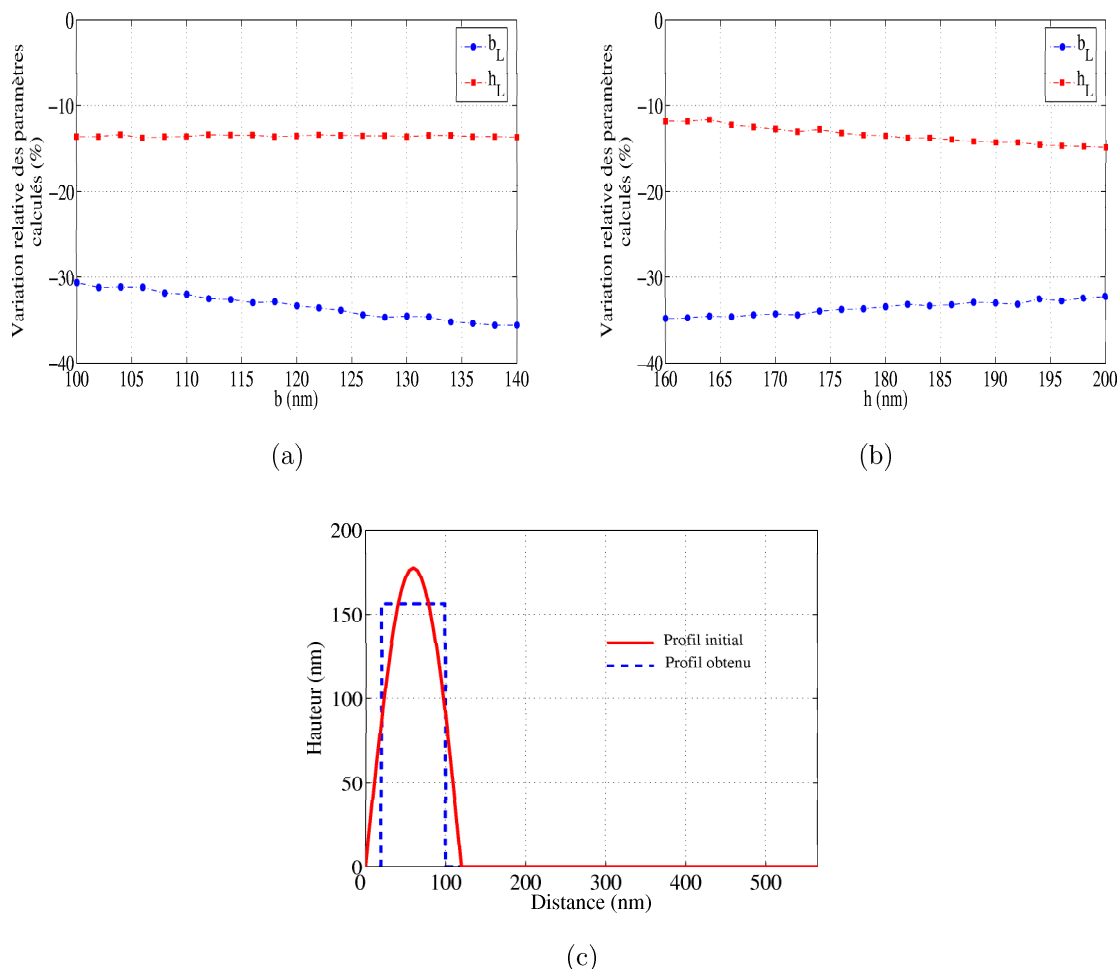 0
−10
−20
−30
−40
100 105 110 115 120 125 130 135 140
b (nm)
Variation relative des paramètres
calculés (%)
b_L
h_L
(a)
0
−10
−20
−30
−40
160 165 170 175 180 185 190 195 200
h (nm)
Variation relative des paramètres
calculés (%)
b_L
h_L
(b)
200
150
100
50
0
0 100 200 300 400 500
Distance (nm)
Hauteur (nm)
Profil initial
Profil obtenu
(c)